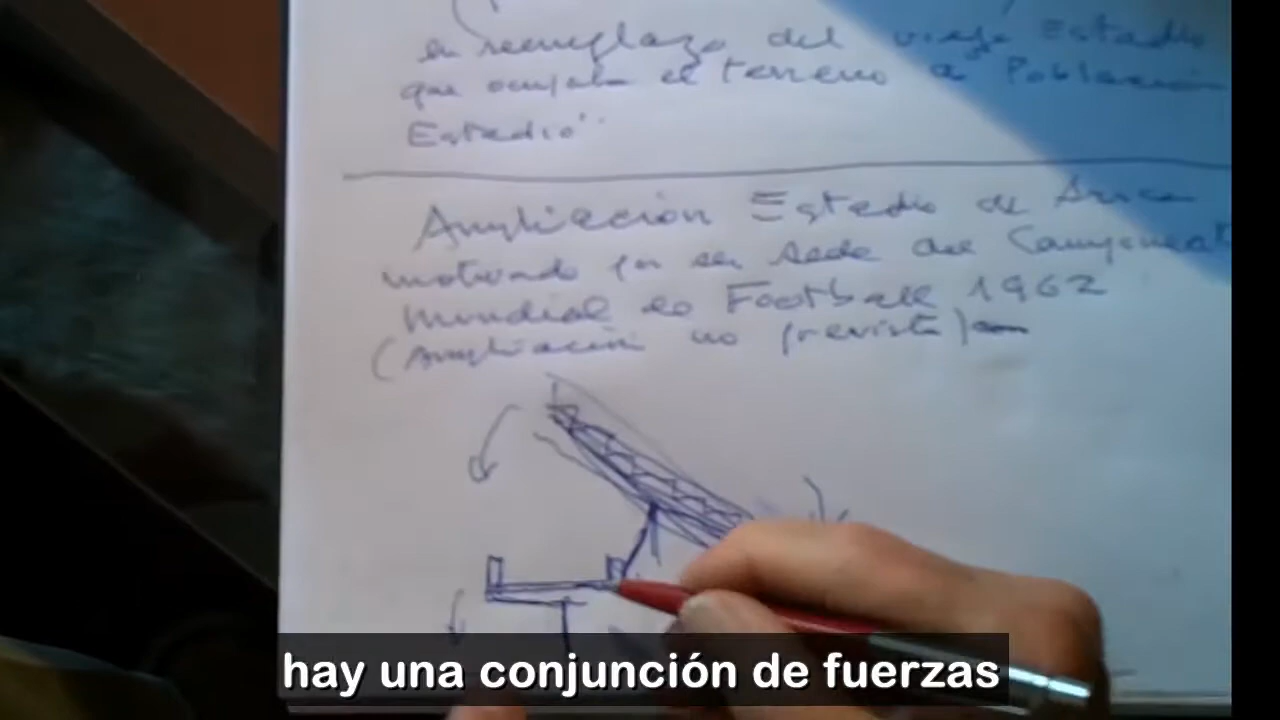 en reemplazo del viejo Estadio
que ocupaba el terreno a Población
Estadio"
Ampliación Estadio de Arica
motivado por ser sede del Campeonat
Mundial de Football 1962
(Ampliación no prevista)
hay una conjunción de fuerzas